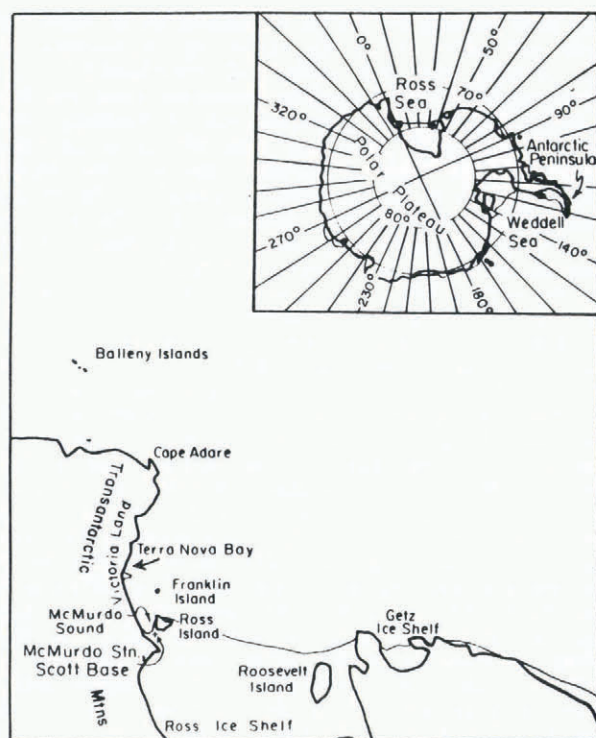 0°
50°
Ross
Sea
70°
320°
90°
Antarctic
Peninsula
Polar Plateau
80°
Weddell
Sea
270°
140°
230°
180°
Balleny Islands
Cape Adare
Transantarctic
Victoria Land
Terra Nova Bay
Franklin
Island
McMurdo
Sound
Ross
Island
Getz
Ice Shelf
McMurdo Stn.
Scott Base
Roosevelt
Island
Mtns
Ross Ice Shelf